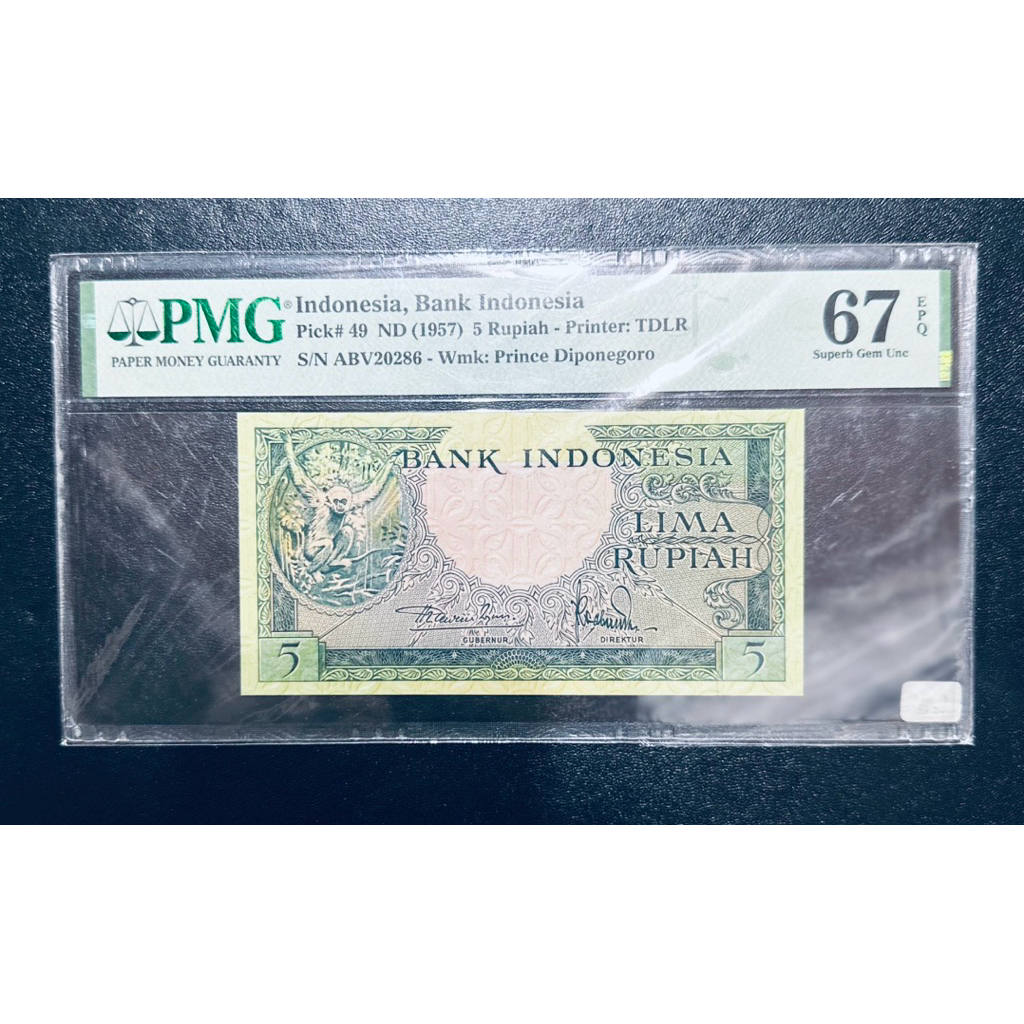 PMG®
PAPER MONEY GUARANTY
Indonesia, Bank Indonesia
Pick# 49 ND (1957) 5 Rupiah - Printer: TDLR
S/N ABV20286 - Wmk: Prince Diponegoro
67
EPQ
Superb Gem Unc
BANK INDONESIA
LIMA
RUPIAH
GUBERNUR
DIREKTUR
5
5